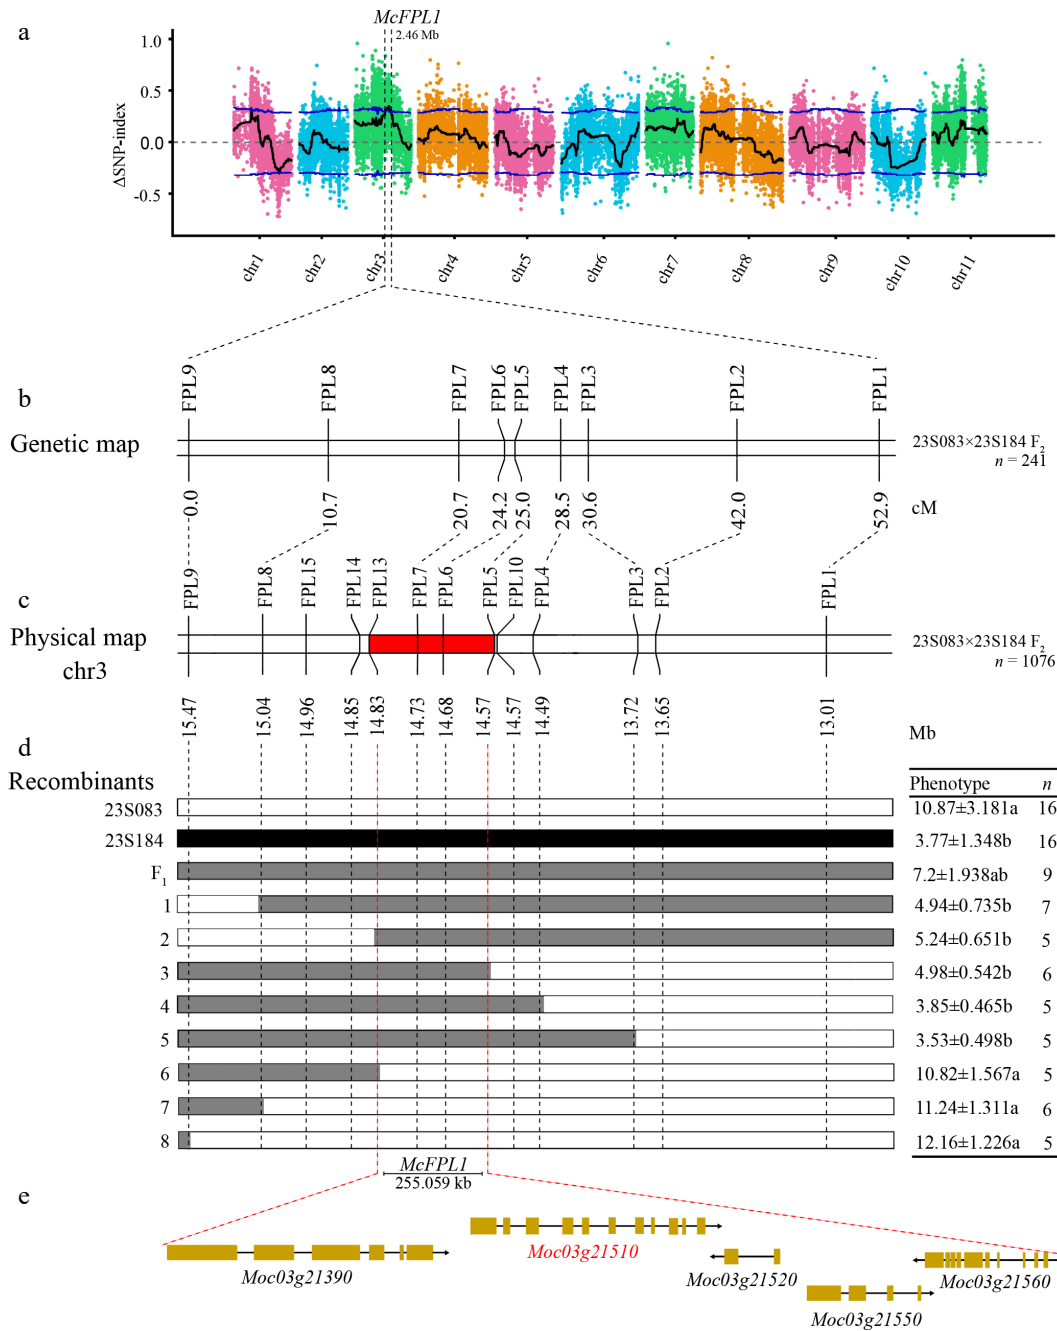 a
McFPL1
2.46 Mb
1.0
0.5
0.0
-0.5
ΔSNP-index
chr1 chr2 chr3 chr4 chr5 chr6 chr7 chr8 chr9 chr10 chr11
b
FPL9 FPL8 FPL7 FPL6 FPL5 FPL4 FPL3 FPL2 FPL1
Genetic map
23S083×23S184 F2
n = 241
0.0 10.7 20.7 24.2 25.0 28.5 30.6 42.0 52.9 cM
c
FPL9 FPL8 FPL15 FPL14 FPL13 FPL7 FPL6 FPL5 FPL10 FPL4 FPL3 FPL2 FPL1
Physical map
chr3
23S083×23S184 F2
n = 1076
15.47 15.04 14.96 14.85 14.83 14.73 14.68 14.57 14.57 14.49 13.72 13.65 13.01 Mb
d
Recombinants
Phenotype n
23S083 10.87±3.181a 16
23S184 3.77±1.348b 16
F1 7.2±1.938ab 9
1 4.94±0.735b 7
2 5.24±0.651b 5
3 4.98±0.542b 6
4 3.85±0.465b 5
5 3.53±0.498b 5
6 10.82±1.567a 5
7 11.24±1.311a 6
8 12.16±1.226a 5
McFPL1
255.059 kb
e
Moc03g21390
Moc03g21510
Moc03g21520
Moc03g21550
Moc03g21560